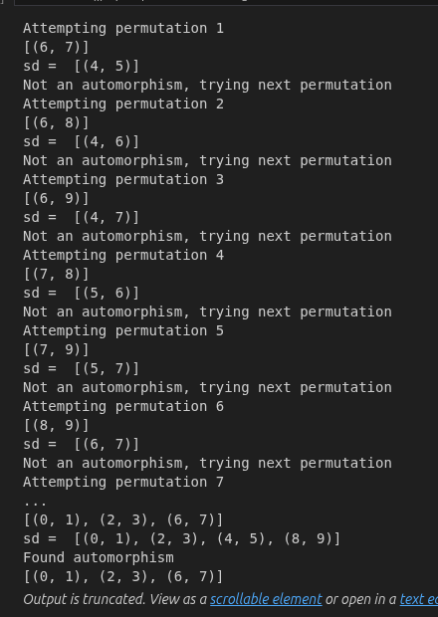 Attempting permutation 1
[(6, 7)]
sd =  [(4, 5)]
Not an automorphism, trying next permutation
Attempting permutation 2
[(6, 8)]
sd =  [(4, 6)]
Not an automorphism, trying next permutation
Attempting permutation 3
[(6, 9)]
sd =  [(4, 7)]
Not an automorphism, trying next permutation
Attempting permutation 4
[(7, 8)]
sd =  [(5, 6)]
Not an automorphism, trying next permutation
Attempting permutation 5
[(7, 9)]
sd =  [(5, 7)]
Not an automorphism, trying next permutation
Attempting permutation 6
[(8, 9)]
sd =  [(6, 7)]
Not an automorphism, trying next permutation
Attempting permutation 7
...
[(0, 1), (2, 3), (6, 7)]
sd =  [(0, 1), (2, 3), (4, 5), (8, 9)]
Found automorphism
[(0, 1), (2, 3), (6, 7)]
Output is truncated. View as a scrollable element or open in a text